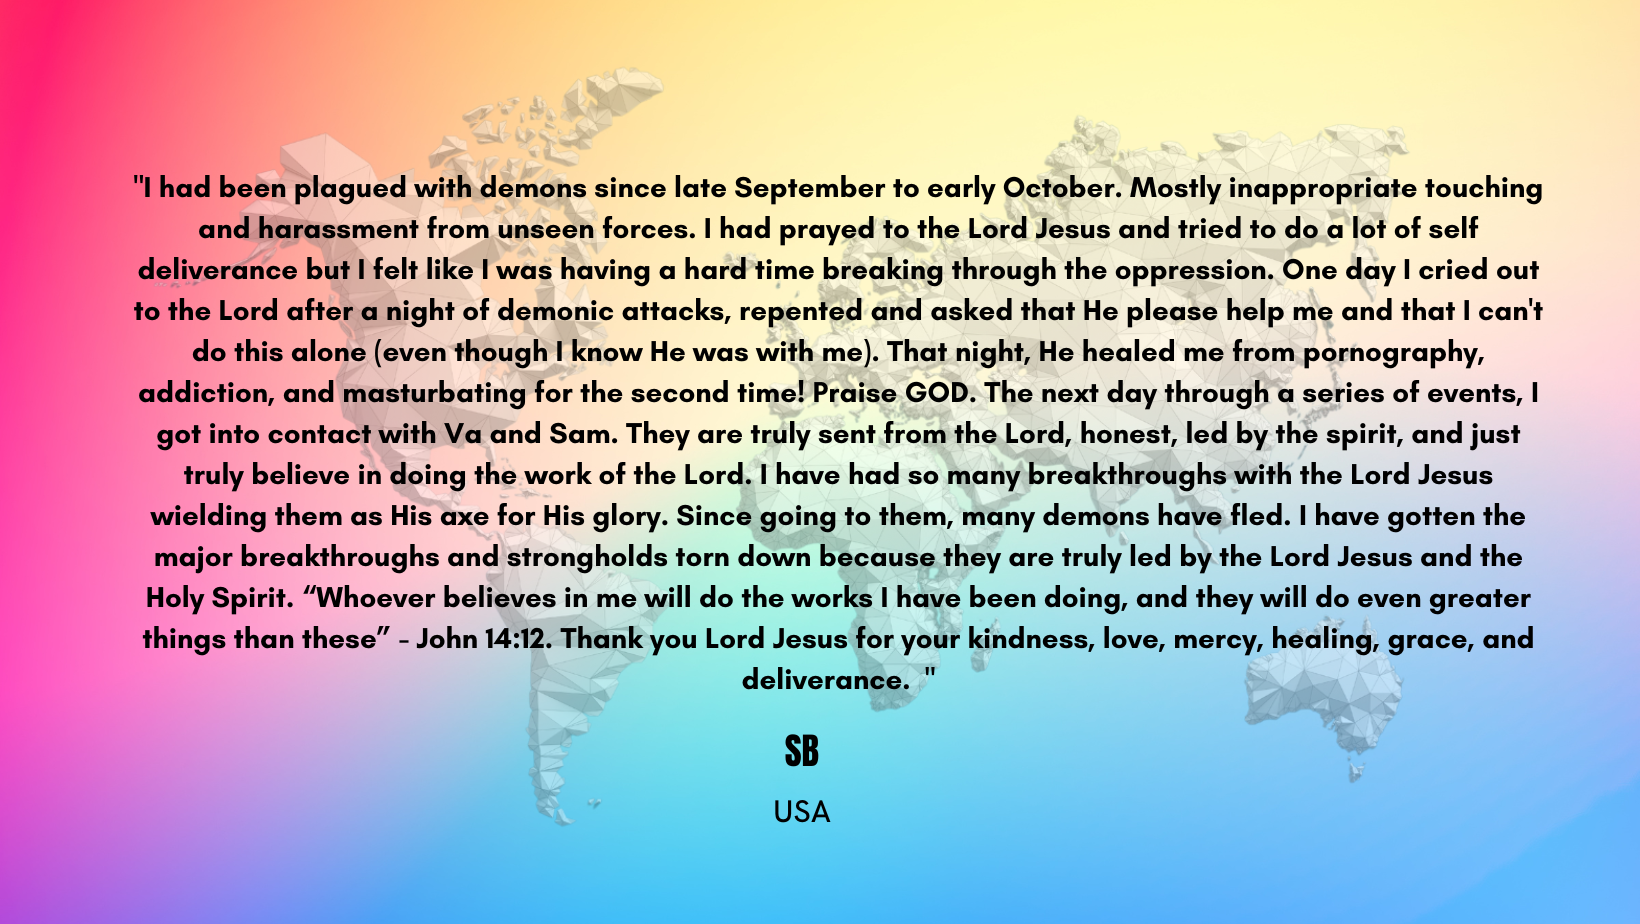 "I had been plagued with demons since late September to early October. Mostly inappropriate touching
and harassment from unseen forces. I had prayed to the Lord Jesus and tried to do a lot of self
deliverance but I felt like I was having a hard time breaking through the oppression. One day I cried out
to the Lord after a night of demonic attacks, repented and asked that He please help me and that I can't
do this alone (even though I know He was with me). That night, He healed me from pornography,
addiction, and masturbating for the second time! Praise GOD. The next day through a series of events, I
got into contact with Va and Sam. They are truly sent from the Lord, honest, led by the spirit, and just
truly believe in doing the work of the Lord. I have had so many breakthroughs with the Lord Jesus
wielding them as His axe for His glory. Since going to them, many demons have fled. I have gotten the
major breakthroughs and strongholds torn down because they are truly led by the Lord Jesus and the
Holy Spirit. “Whoever believes in me will do the works I have been doing, and they will do even greater
things than these” - John 14:12. Thank you Lord Jesus for your kindness, love, mercy, healing, grace, and
deliverance. "
SB
USA